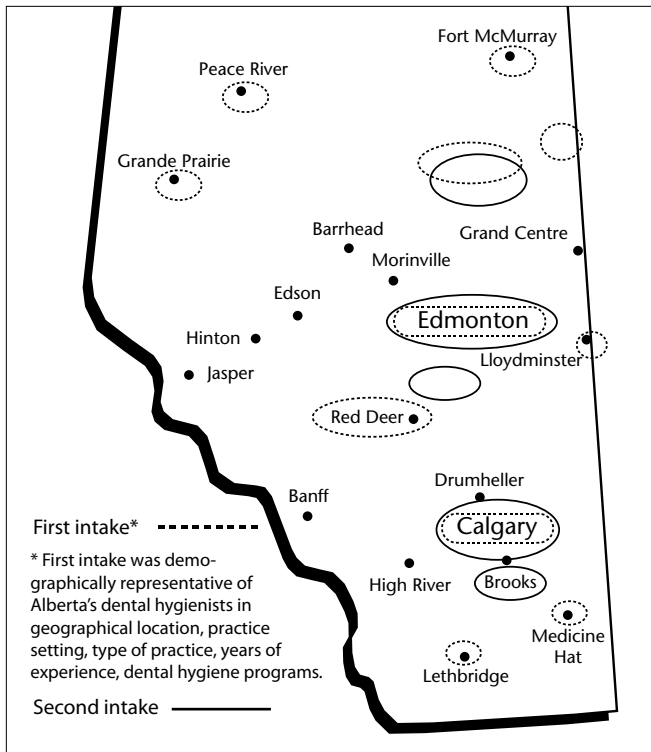 Fort McMurray
Peace River
Grande Prairie
Barrhead
Grand Centre
Morinville
Edson
Edmonton
Hinton
Lloydminster
Jasper
Red Deer
Drumheller
Banff
Calgary
First intake*
* First intake was demo-
graphically representative of
Alberta's dental hygienists in
geographical location, practice
setting, type of practice, years of
experience, dental hygiene programs.
Second intake
High River
Brooks
Medicine
Hat
Lethbridge